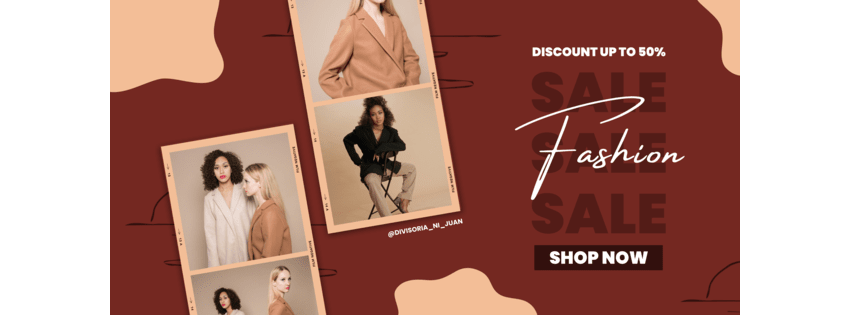 DISCOUNT UP TO 50%
SALE
SALE
Fashion
SALE
SHOP NOW
@DIVISORIA_NI_JUAN